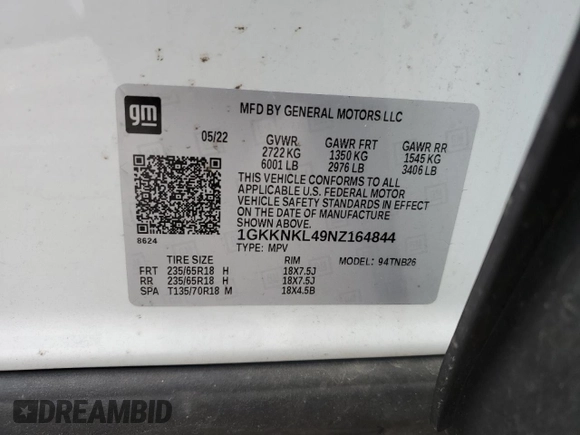 gm
MFD BY GENERAL MOTORS LLC
05/22 GVWR GAWR FRT GAWR RR
2722 KG 1350 KG 1545 KG
6001 LB 2976 LB 3406 LB
THIS VEHICLE CONFORMS TO ALL
APPLICABLE U.S. FEDERAL MOTOR
VEHICLE SAFETY STANDARDS IN EFFECT
ON THE DATE OF MANUFACTURE
SHOWN ABOVE.
1GKKNKL49NZ164844
8624 TYPE: MPV
TIRE SIZE RIM MODEL: 94TNB26
FRT 235/65R18 H 18X7.5J
RR 235/65R18 H 18X7.5J
SPA T135/70R18 M 18X4.5B
DREAMBID